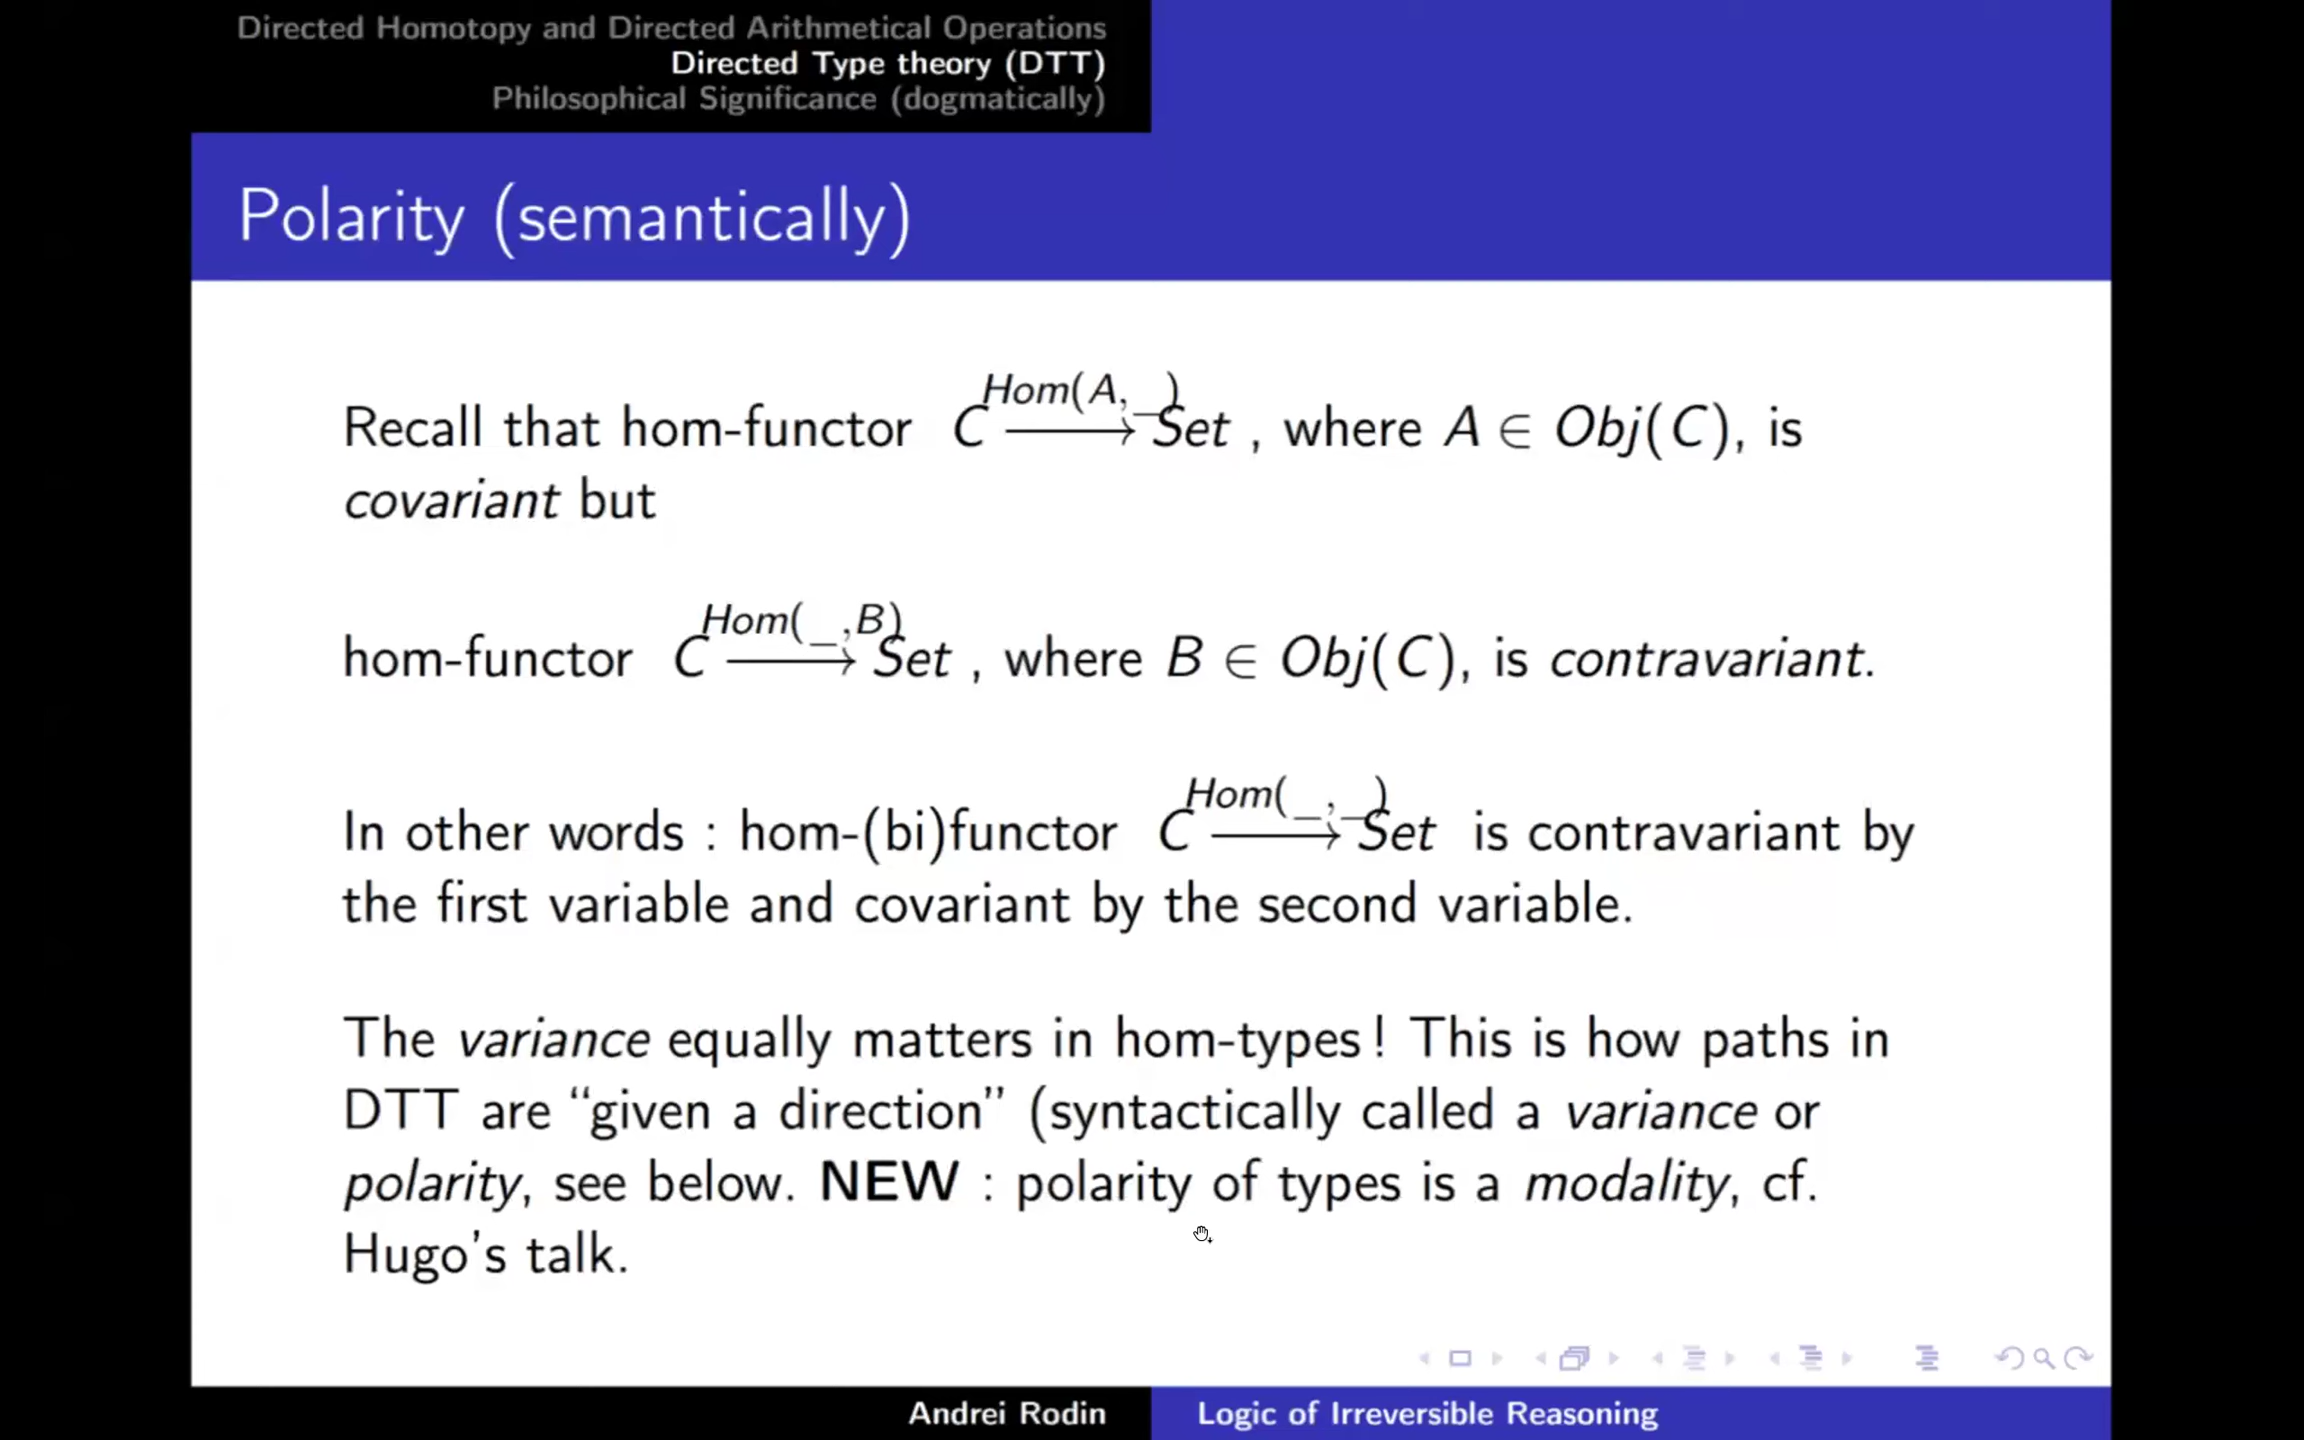 Directed Homotopy and Directed Arithmetical Operations
Directed Type theory (DTT)
Philosophical Significance (dogmatically)
Polarity (semantically)
Recall that hom-functor C \xrightarrow{Hom(A,_)} Set , where A ∈ Obj(C), is
covariant but
hom-functor C \xrightarrow{Hom(_,B)} Set , where B ∈ Obj(C), is contravariant.
In other words : hom-(bi)functor C \xrightarrow{Hom(_,_)} Set is contravariant by
the first variable and covariant by the second variable.
The variance equally matters in hom-types ! This is how paths in
DTT are “given a direction” (syntactically called a variance or
polarity, see below. NEW : polarity of types is a modality, cf.
Hugo’s talk.
Andrei Rodin
Logic of Irreversible Reasoning